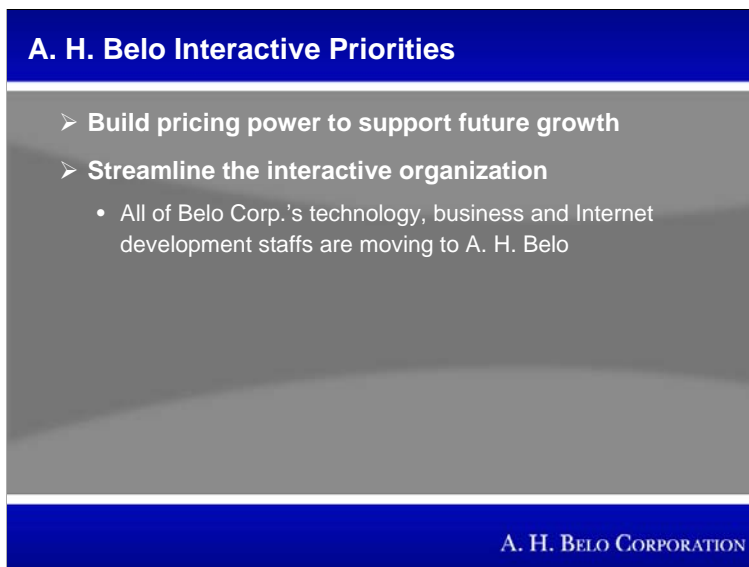 A. H. Belo Interactive Priorities
➢ Build pricing power to support future growth
➢ Streamline the interactive organization
• All of Belo Corp.'s technology, business and Internet
development staffs are moving to A. H. Belo
A. H. BELO CORPORATION